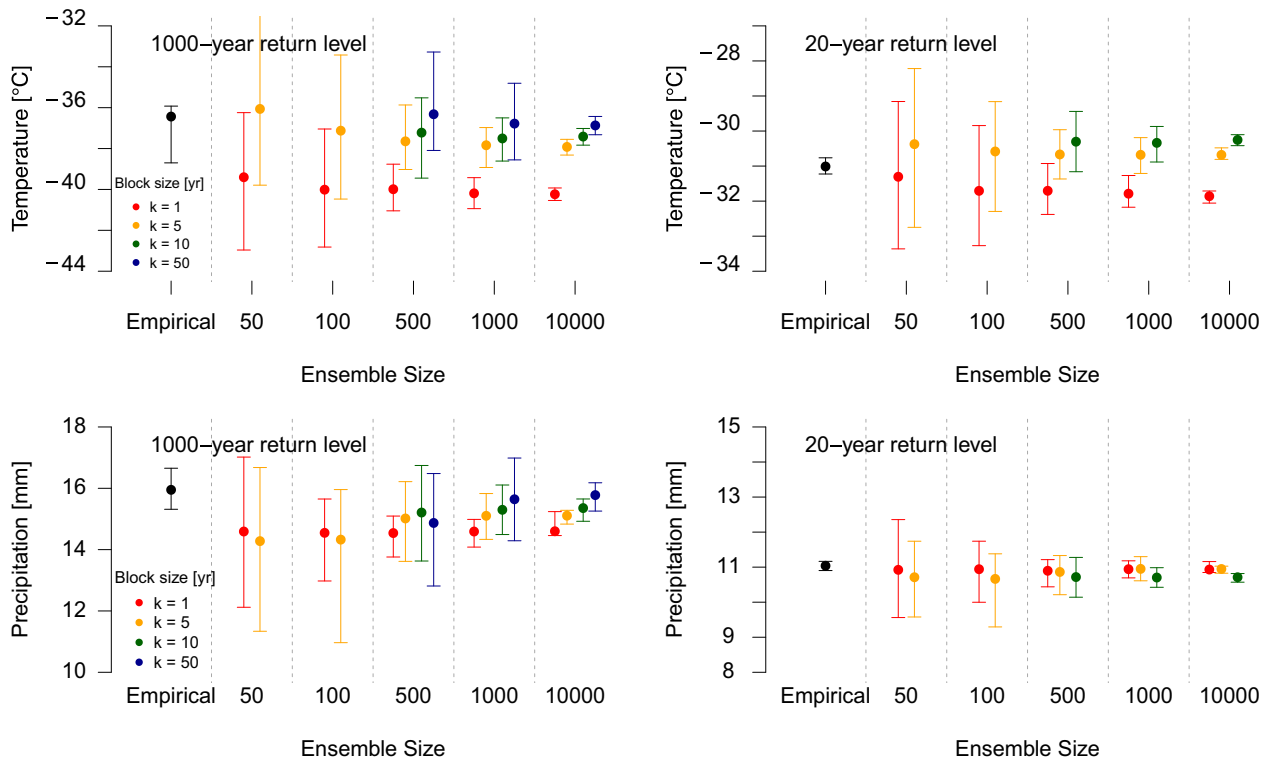 1000–year return level
Temperature [°C]
−32
−36
−40
−44
Block size [yr]
k = 1
k = 5
k = 10
k = 50
Empirical 50 100 500 1000 10000
Ensemble Size
20–year return level
Temperature [°C]
−28
−30
−32
−34
Empirical 50 100 500 1000 10000
Ensemble Size
1000–year return level
Precipitation [mm]
18
16
14
12
10
Block size [yr]
k = 1
k = 5
k = 10
k = 50
Empirical 50 100 500 1000 10000
Ensemble Size
20–year return level
Precipitation [mm]
15
13
11
9
8
Empirical 50 100 500 1000 10000
Ensemble Size